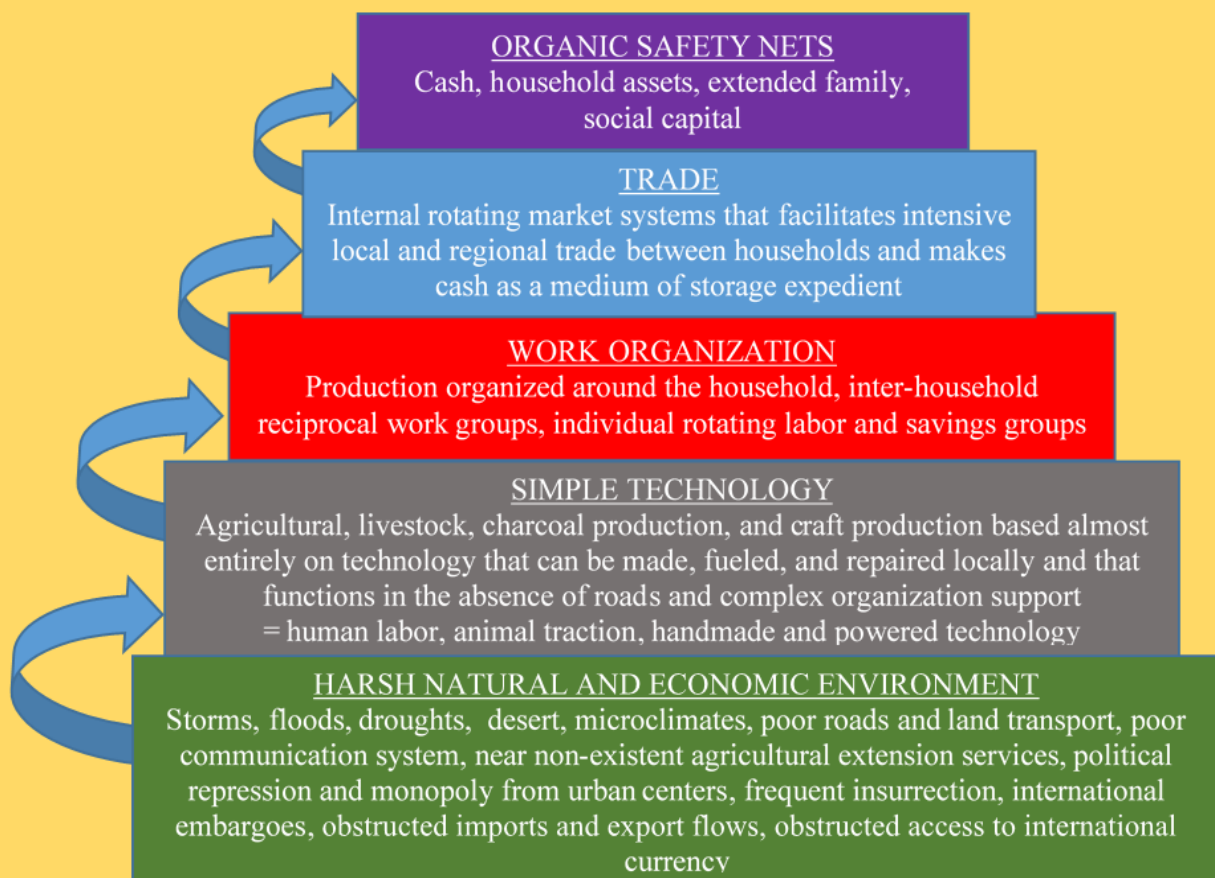 ORGANIC SAFETY NETS
Cash, household assets, extended family,
social capital
TRADE
Internal rotating market systems that facilitates intensive
local and regional trade between households and makes
cash as a medium of storage expedient
WORK ORGANIZATION
Production organized around the household, inter-household
reciprocal work groups, individual rotating labor and savings groups
SIMPLE TECHNOLOGY
Agricultural, livestock, charcoal production, and craft production based almost
entirely on technology that can be made, fueled, and repaired locally and that
functions in the absence of roads and complex organization support
= human labor, animal traction, handmade and powered technology
HARSH NATURAL AND ECONOMIC ENVIRONMENT
Storms, floods, droughts, desert, microclimates, poor roads and land transport, poor
communication system, near non-existent agricultural extension services, political
repression and monopoly from urban centers, frequent insurrection, international
embargoes, obstructed imports and export flows, obstructed access to international
currency